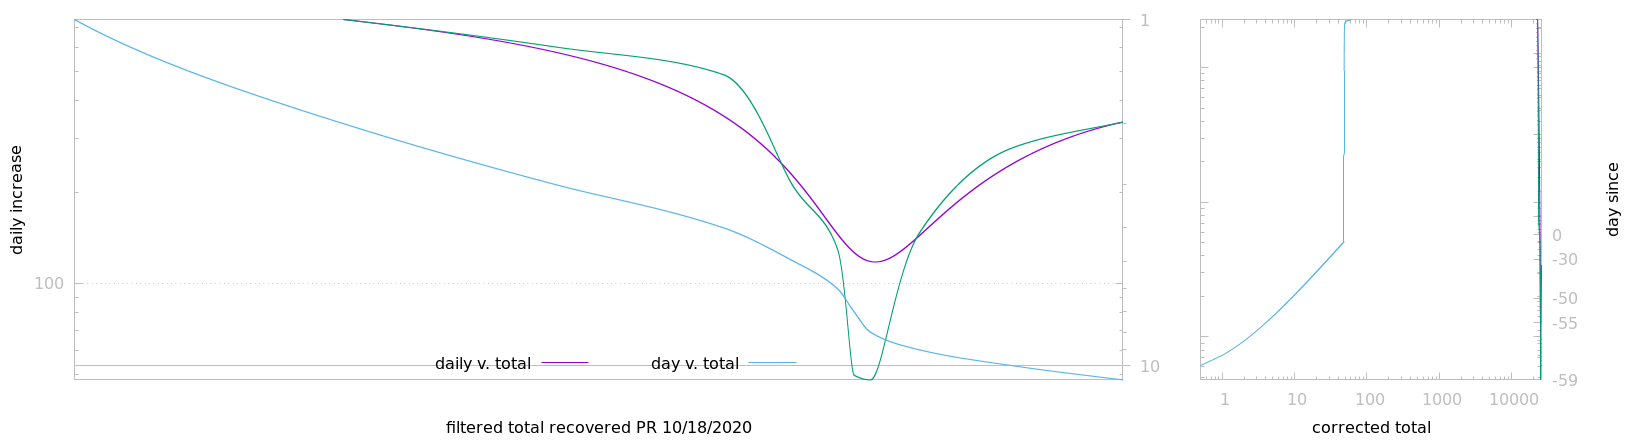 daily increase
100
daily v. total
day v. total
1
10
filtered total recovered PR 10/18/2020
1
10
100
1000
10000
corrected total
0
-30
-50
-55
-59
day since